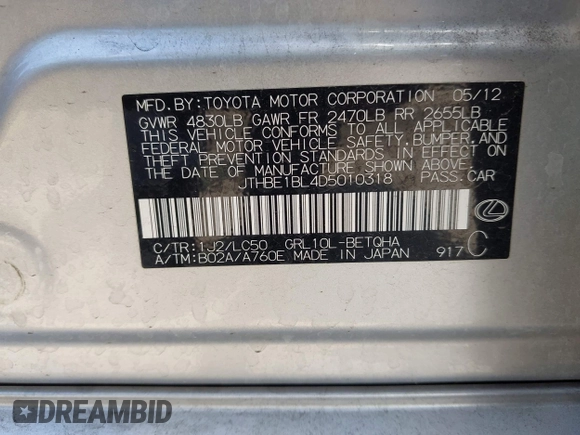 MFD.BY:TOYOTA MOTOR CORPORATION 05/12
GVWR 4830LB GAWR FR 2470LB RR 2655LB
THIS VEHICLE CONFORMS TO ALL APPLICABLE
FEDERAL MOTOR VEHICLE SAFETY,BUMPER,AND
THEFT PREVENTION STANDARDS IN EFFECT ON
THE DATE OF MANUFACTURE SHOWN ABOVE.
JTHBE1BL4D5010318 PASS.CAR
C/TR:1J2/LC50 GRL10L-BETQHA
A/TM:B02A/A760E MADE IN JAPAN 917 C
DREAMBID